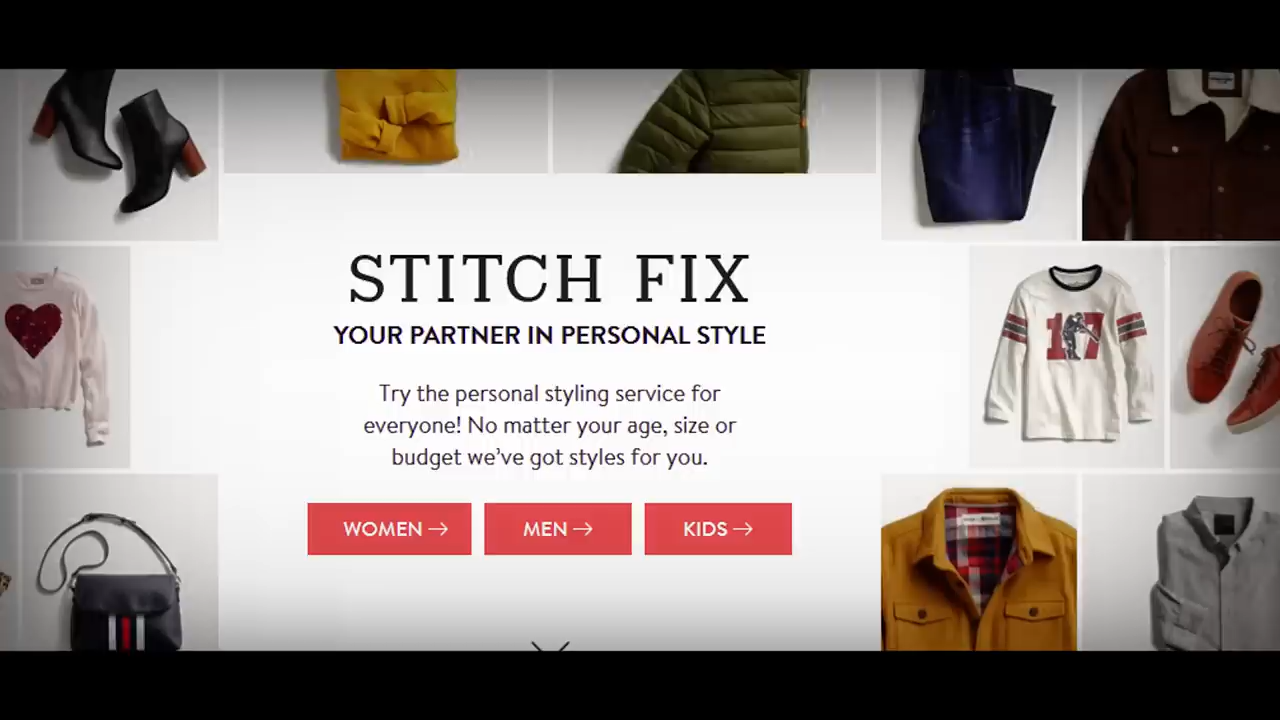 STITCH FIX
YOUR PARTNER IN PERSONAL STYLE
Try the personal styling service for
everyone! No matter your age, size or
budget we’ve got styles for you.
WOMEN →
MEN →
KIDS →
17